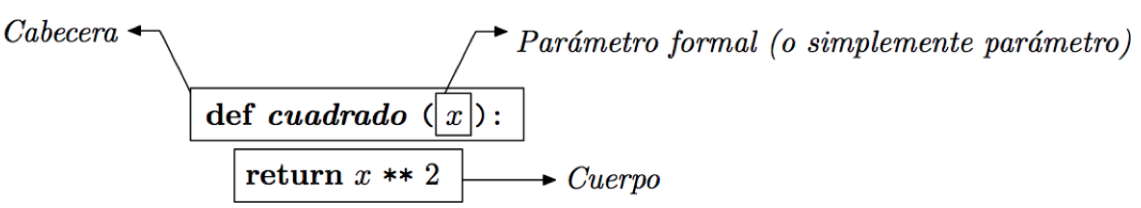 Cabecera
Parámetro formal (o simplemente parámetro)
def cuadrado (x):
return x ** 2
Cuerpo